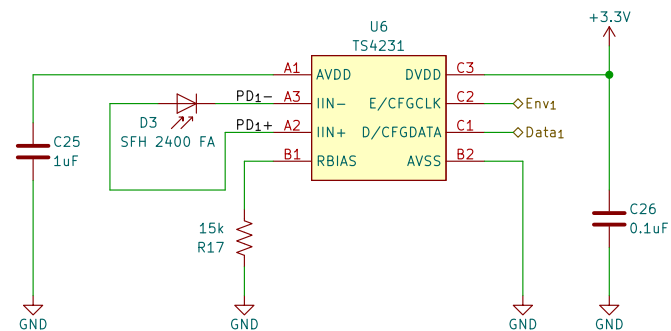 +3.3V
U6
TS4231
A1 AVDD DVDD C3
PD1- A3 IIN- E/CFGCLK C2 Env1
D3 PD1+ A2 IIN+ D/CFGDATA C1 Data1
SFH 2400 FA
C25
1uF
B1 RBIAS AVSS B2
15k
R17
C26
0.1uF
GND GND GND GND